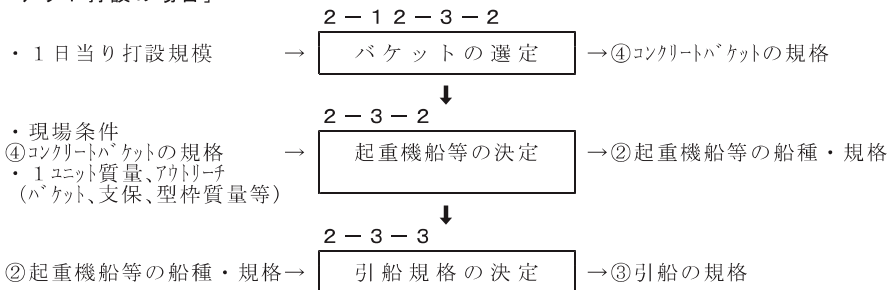 ２－１２－３－２
・１日当り打設規模 → バケットの選定 →④ｺﾝｸﾘｰﾄﾊﾞｹｯﾄの規格
⬇
２－３－２
・現場条件
④ｺﾝｸﾘｰﾄﾊﾞｹｯﾄの規格 → 起重機船等の決定 →②起重機船等の船種・規格
・１ﾕﾆｯﾄ質量、ｱｳﾄﾘｰﾁ
(ﾊﾞｹｯﾄ、支保、型枠質量等)
⬇
２－３－３
②起重機船等の船種・規格→ 引船規格の決定 →③引船の規格